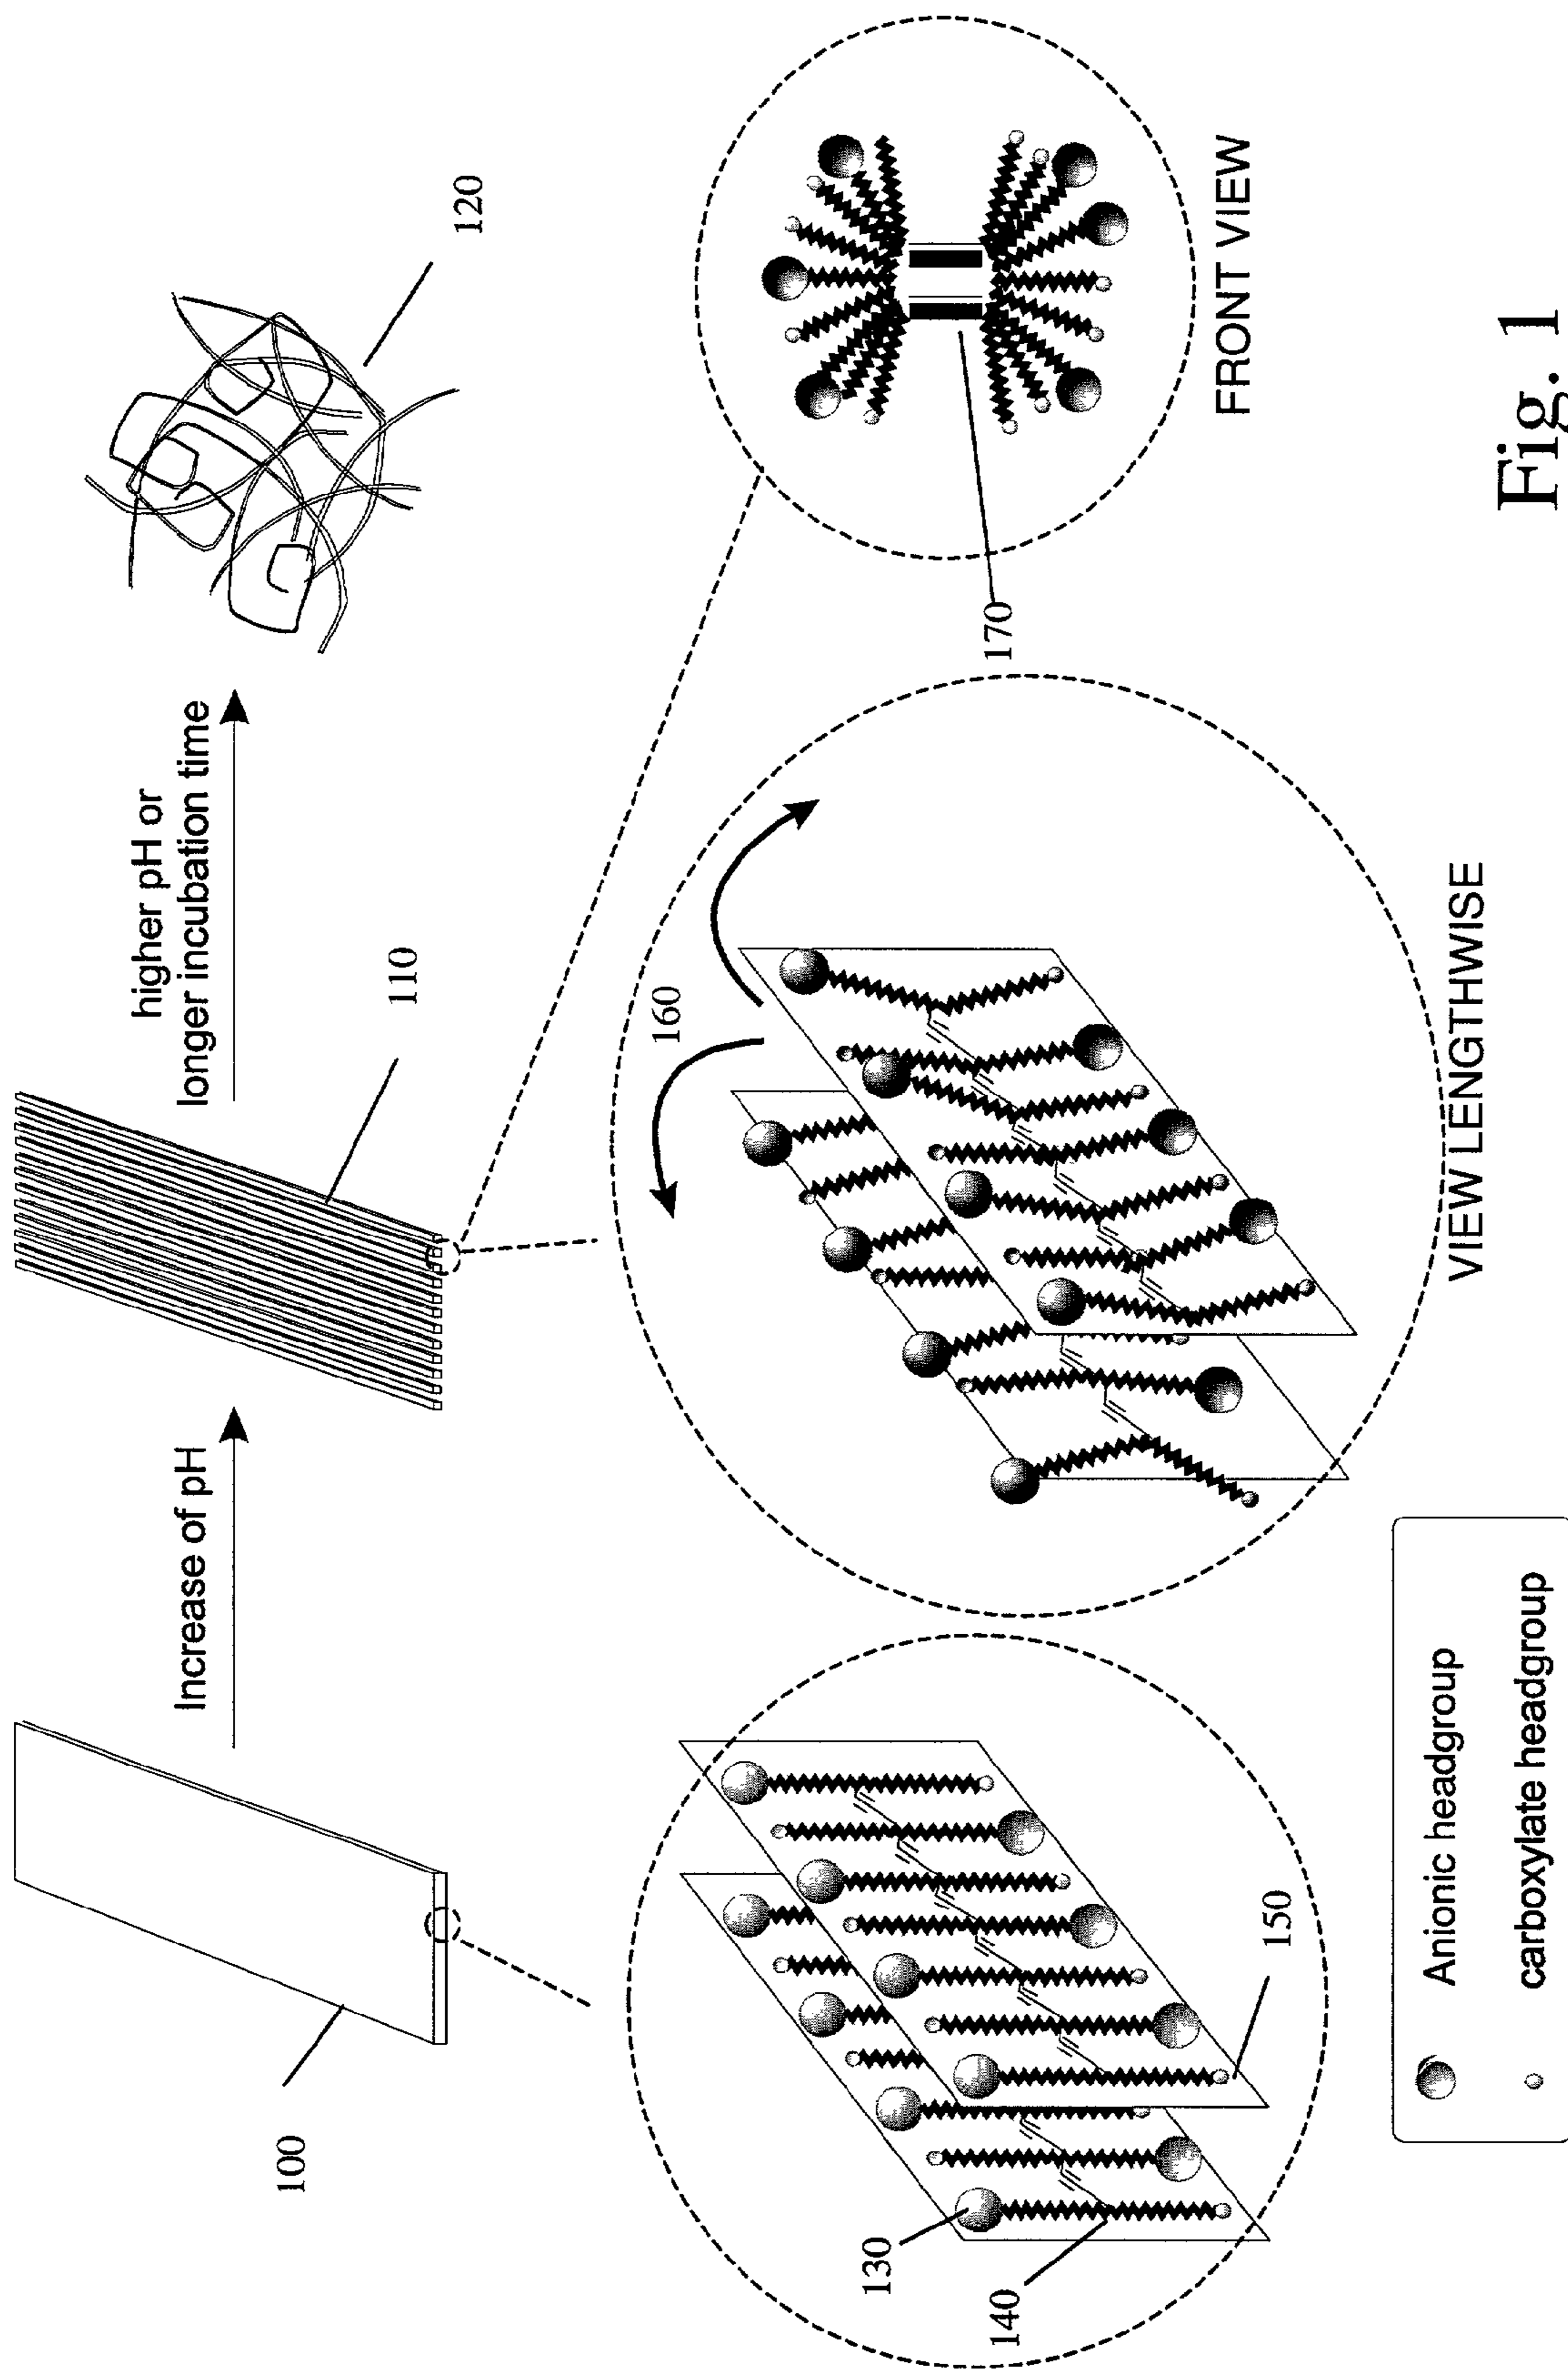 Increase of pH
higher pH or
longer incubation time
100
110
120
130
140
150
160
170
VIEW LENGTHWISE
FRONT VIEW
Anionic headgroup
carboxylate headgroup
Fig. 1